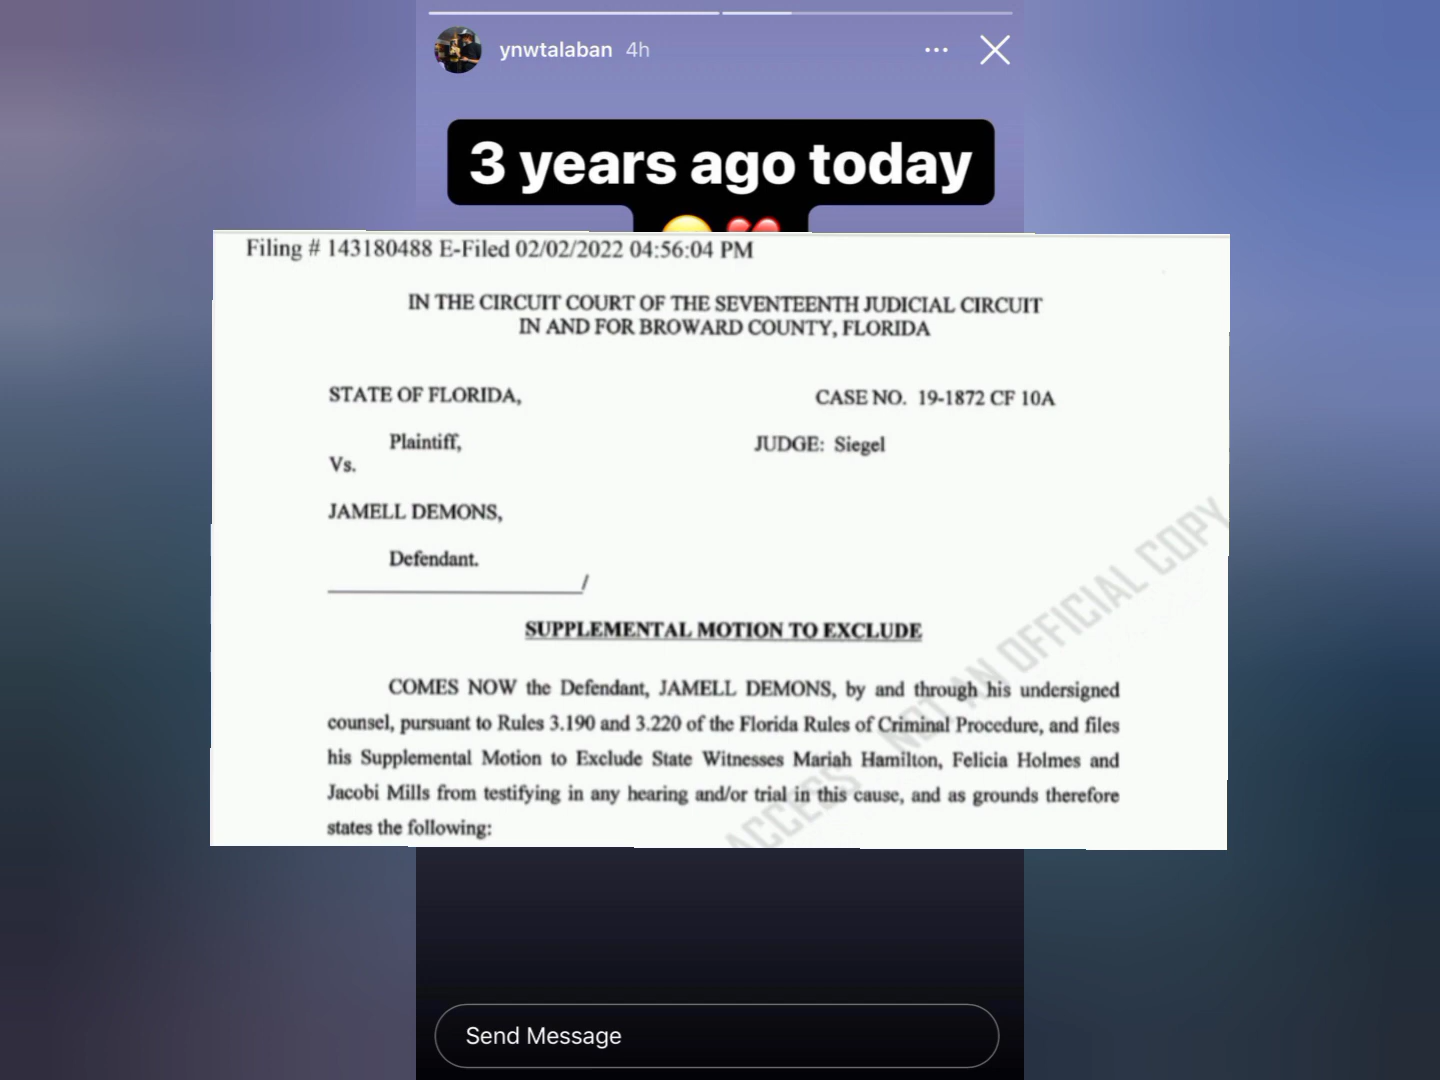 ynwtalaban 4h
3 years ago today
Filing # 143180488 E-Filed 02/02/2022 04:56:04 PM
IN THE CIRCUIT COURT OF THE SEVENTEENTH JUDICIAL CIRCUIT
IN AND FOR BROWARD COUNTY, FLORIDA
STATE OF FLORIDA,
CASE NO. 19-1872 CF 10A
Plaintiff,
JUDGE: Siegel
Vs.
JAMELL DEMONS,
Defendant.
/
SUPPLEMENTAL MOTION TO EXCLUDE
COMES NOW the Defendant, JAMELL DEMONS, by and through his undersigned
counsel, pursuant to Rules 3.190 and 3.220 of the Florida Rules of Criminal Procedure, and files
his Supplemental Motion to Exclude State Witnesses Mariah Hamilton, Felicia Holmes and
Jacobi Mills from testifying in any hearing and/or trial in this cause, and as grounds therefore
states the following:
ACCESS NOT AN OFFICIAL COPY
Send Message